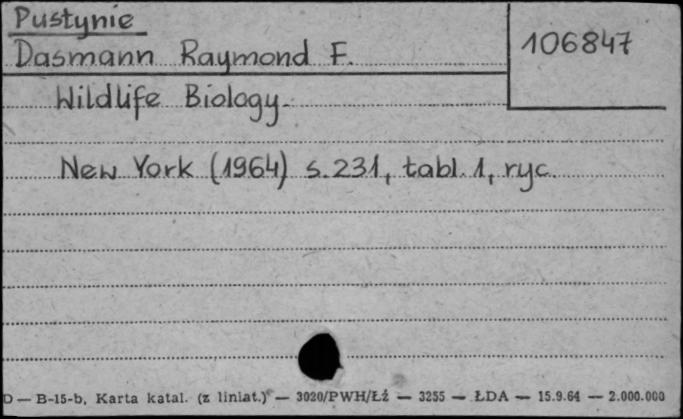 Pustynie
Dasmann Raymond F.
106847
Wildlife Biology.
New York (1964) s. 231, tabl. 1, ryc.
D — B-15-b, Karta katal. (z liniat.) — 3020/PWH/Łż — 3255 — ŁDA — 15.9.64 — 2.000.000